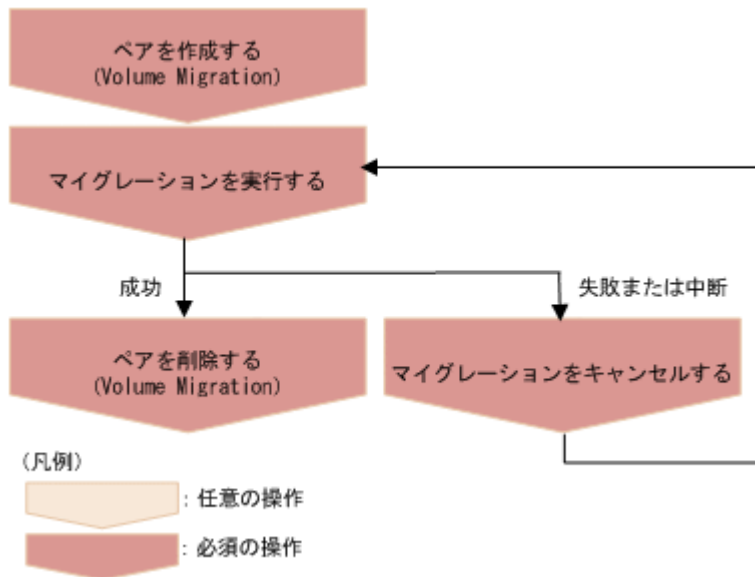 ペアを作成する
(Volume Migration)
マイグレーションを実行する
成功
失敗または中断
ペアを削除する
(Volume Migration)
マイグレーションをキャンセルする
(凡例)
: 任意の操作
: 必須の操作